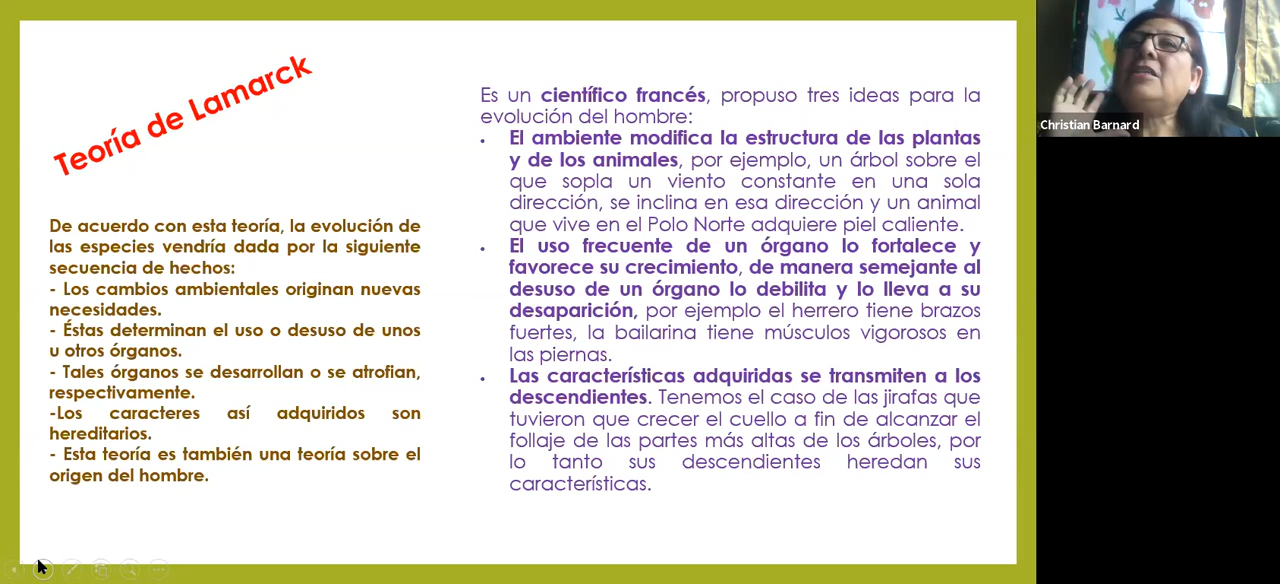 Teoría de Lamarck
De acuerdo con esta teoría, la evolución de
las especies vendría dada por la siguiente
secuencia de hechos:
- Los cambios ambientales originan nuevas
necesidades.
- Éstas determinan el uso o desuso de unos
u otros órganos.
- Tales órganos se desarrollan o se atrofian,
respectivamente.
-Los caracteres así adquiridos son
hereditarios.
- Esta teoría es también una teoría sobre el
origen del hombre.
Es un científico francés, propuso tres ideas para la
evolución del hombre:
• El ambiente modifica la estructura de las plantas
y de los animales, por ejemplo, un árbol sobre el
que sopla un viento constante en una sola
dirección, se inclina en esa dirección y un animal
que vive en el Polo Norte adquiere piel caliente.
• El uso frecuente de un órgano lo fortalece y
favorece su crecimiento, de manera semejante al
desuso de un órgano lo debilita y lo lleva a su
desaparición, por ejemplo el herrero tiene brazos
fuertes, la bailarina tiene músculos vigorosos en
las piernas.
• Las características adquiridas se transmiten a los
descendientes. Tenemos el caso de las jirafas que
tuvieron que crecer el cuello a fin de alcanzar el
follaje de las partes más altas de los árboles, por
lo tanto sus descendientes heredan sus
características.
Christian Barnard